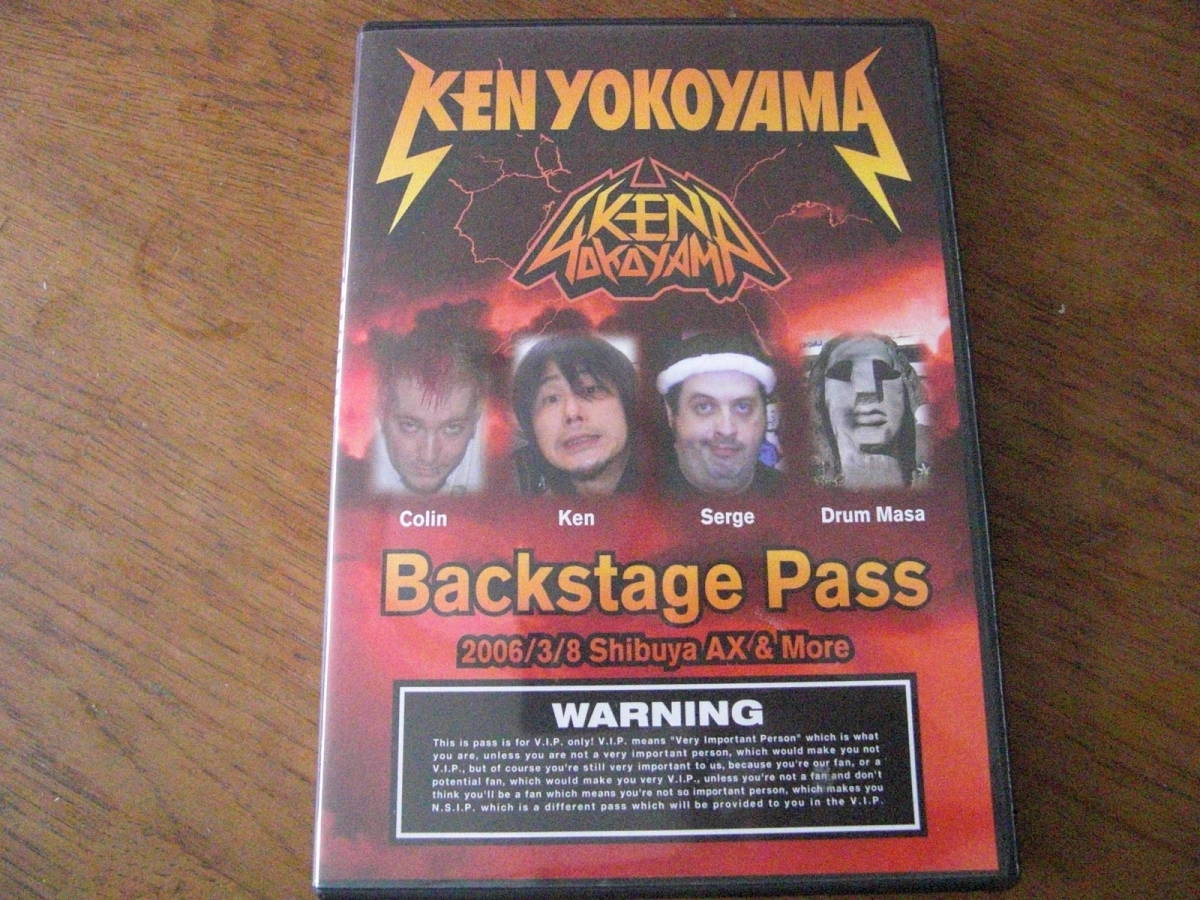 KEN YOKOYAMA
KEN
YOKOYAMA
Colin
Ken
Serge
Drum Masa
Backstage Pass
2006/3/8 Shibuya AX & More
WARNING
This is pass is for V.I.P. only! V.I.P. means "Very Important Person" which is what
you are, unless you are not a very important person, which would make you not
V.I.P., but of course you're still very important to us, because you're our fan, or a
potential fan, which would make you very V.I.P., unless you're not a fan and don't
think you'll be a fan which means you're not so important person, which makes you
N.S.I.P. which is a different pass which will be provided to you in the V.I.P.